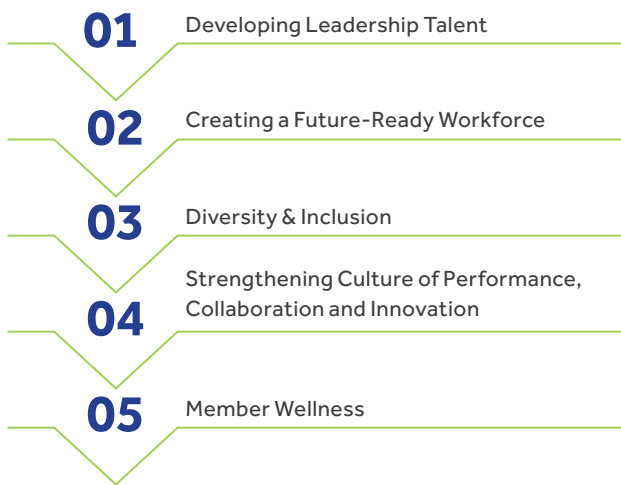 01 Developing Leadership Talent
02 Creating a Future-Ready Workforce
03 Diversity & Inclusion
04 Strengthening Culture of Performance,
Collaboration and Innovation
05 Member Wellness